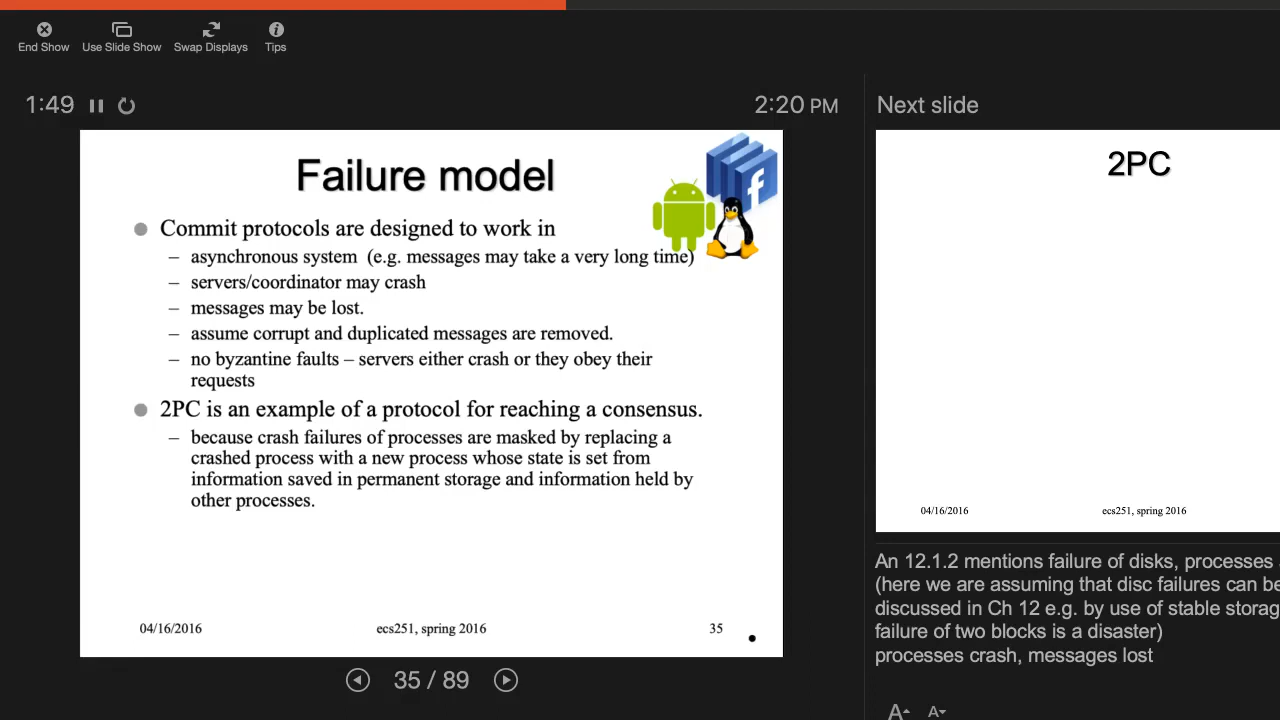 End Show
Use Slide Show
Swap Displays
Tips
1:49
2:20 PM
Next slide
Failure model
Commit protocols are designed to work in
– asynchronous system (e.g. messages may take a very long time)
– servers/coordinator may crash
– messages may be lost.
– assume corrupt and duplicated messages are removed.
– no byzantine faults – servers either crash or they obey their
requests
2PC is an example of a protocol for reaching a consensus.
– because crash failures of processes are masked by replacing a
crashed process with a new process whose state is set from
information saved in permanent storage and information held by
other processes.
04/16/2016
ecs251, spring 2016
35
35 / 89
2PC
04/16/2016
ecs251, spring 2016
An 12.1.2 mentions failure of disks, processes
(here we are assuming that disc failures can be
discussed in Ch 12 e.g. by use of stable storag
failure of two blocks is a disaster)
processes crash, messages lost
A
A